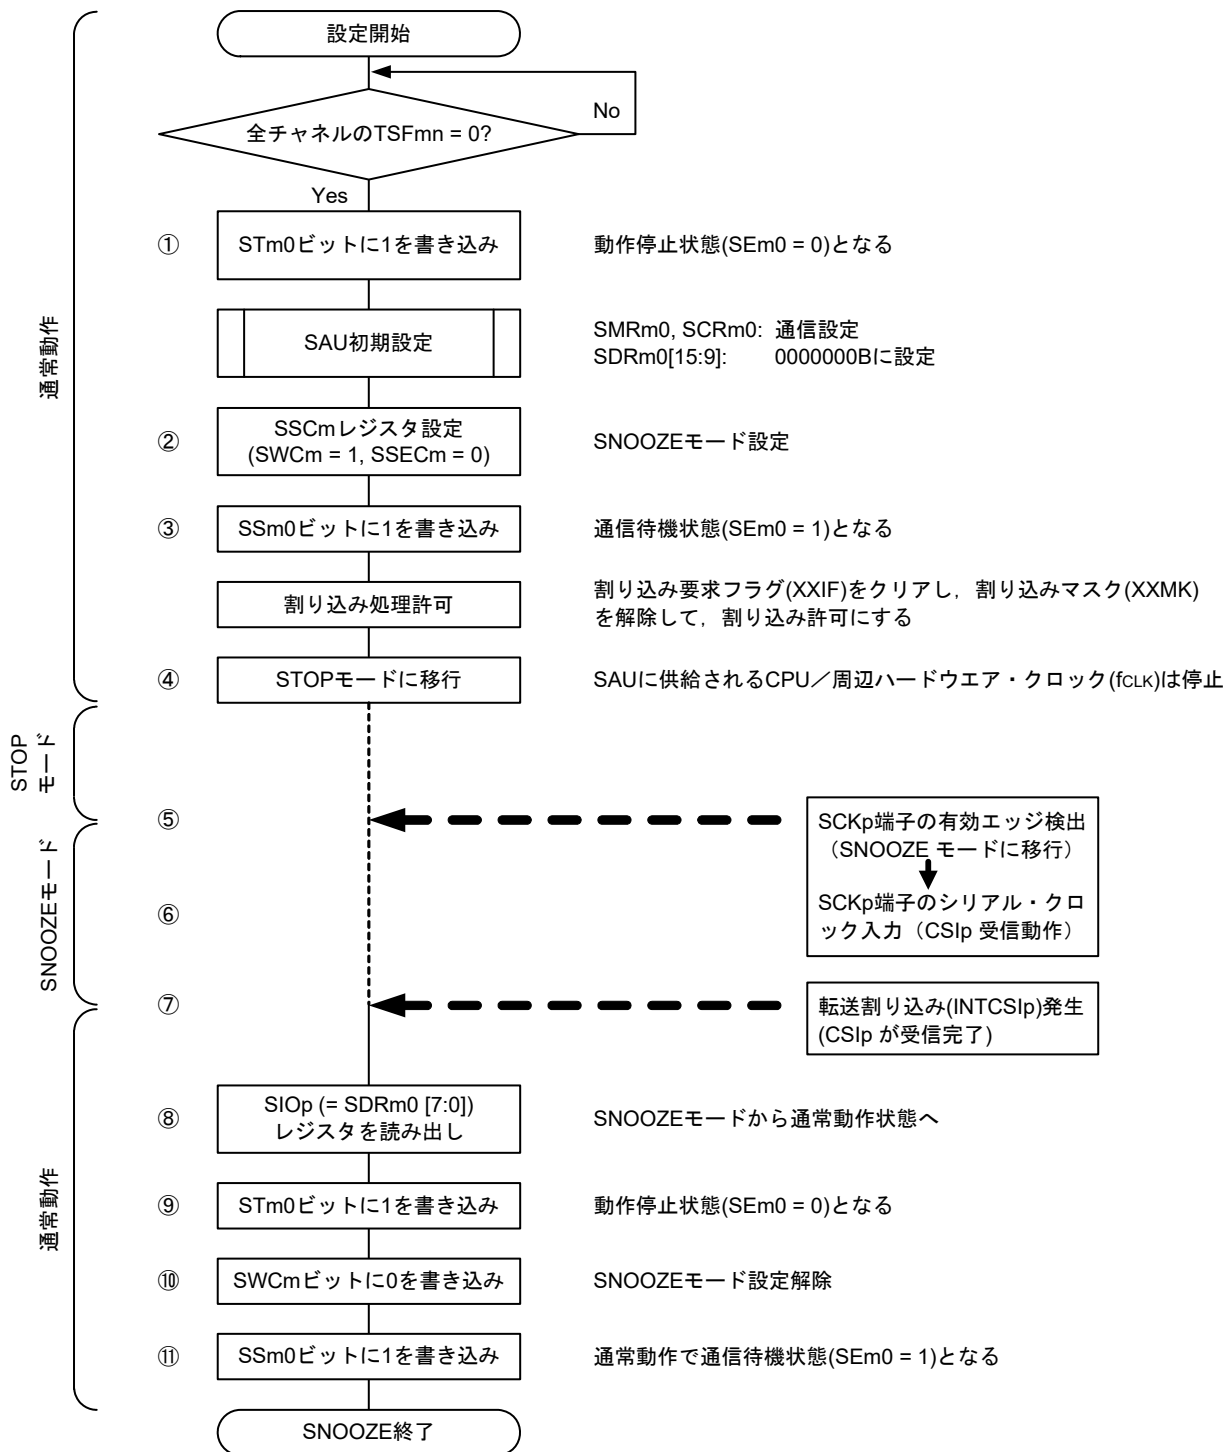 設定開始
No
全チャネルのTSFmn = 0?
Yes
① STm0ビットに1を書き込み 動作停止状態(SEm0 = 0)となる
通常動作
SAU初期設定
SMRm0, SCRm0: 通信設定
SDRm0[15:9]: 0000000Bに設定
② SSCmレジスタ設定
(SWCm = 1, SSECm = 0)
SNOOZEモード設定
③ SSm0ビットに1を書き込み 通信待機状態(SEm0 = 1)となる
割り込み処理許可
割り込み要求フラグ(XXIF)をクリアし，割り込みマスク(XXMK)
を解除して，割り込み許可にする
④ STOPモードに移行 SAUに供給されるCPU／周辺ハードウエア・クロック(fCLK)は停止
STOP
モード
⑤
SCKp端子の有効エッジ検出
（SNOOZE モードに移行）
SNOOZEモード
⑥
SCKp端子のシリアル・クロ
ック入力（CSIp 受信動作）
⑦
転送割り込み(INTCSIp)発生
(CSIp が受信完了)
⑧ SIOp (= SDRm0 [7:0])
レジスタを読み出し
SNOOZEモードから通常動作状態へ
通常動作
⑨ STm0ビットに1を書き込み 動作停止状態(SEm0 = 0)となる
⑩ SWCmビットに0を書き込み SNOOZEモード設定解除
⑪ SSm0ビットに1を書き込み 通常動作で通信待機状態(SEm0 = 1)となる
SNOOZE終了